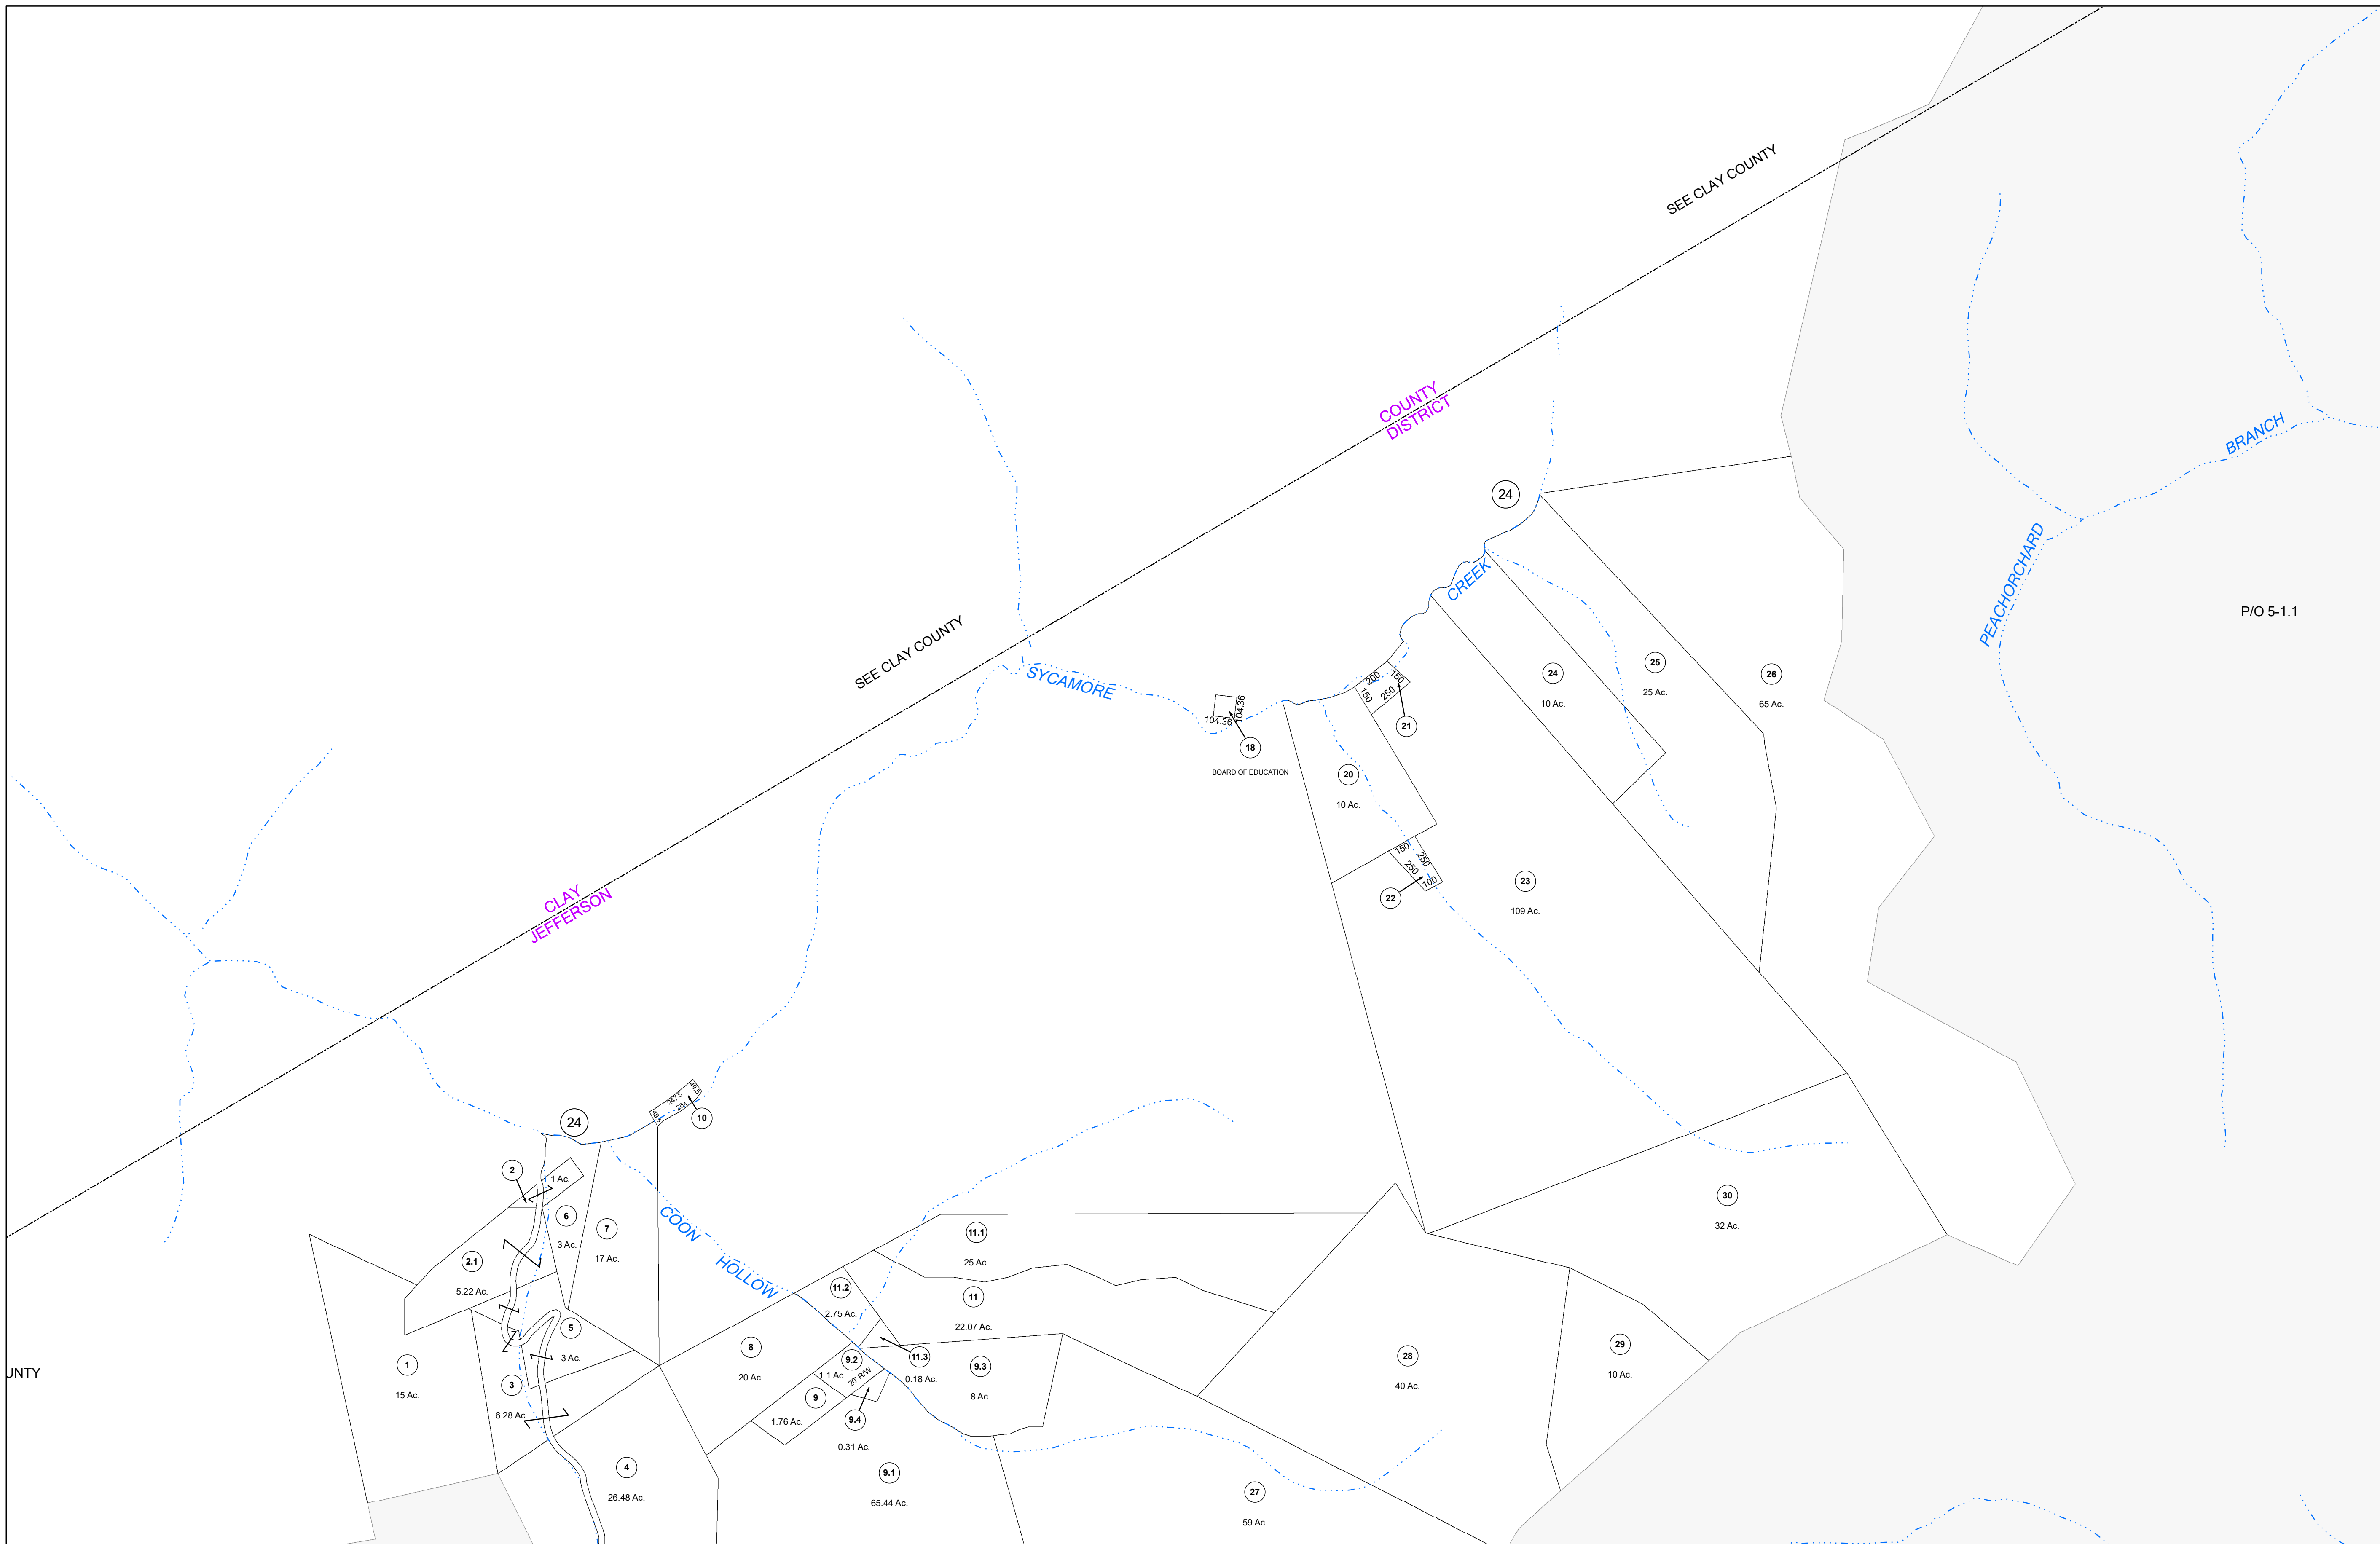 SEE CLAY COUNTY
COUNTY
DISTRICT
BRANCH
24
CREEK
PEACHORCHARD
P/O 5-1.1
SEE CLAY COUNTY
SYCAMORE
200
150
150
250
21
104.36
104.36
18
BOARD OF EDUCATION
24
10 Ac.
25
25 Ac.
26
65 Ac.
20
10 Ac.
150
250
250
100
22
23
109 Ac.
CLAY
JEFFERSON
49.5
247.5
264
10
24
2
1 Ac.
6
3 Ac.
7
17 Ac.
COON
HOLLOW
2.1
5.22 Ac.
11.1
25 Ac.
11.2
2.75 Ac.
11
22.07 Ac.
30
32 Ac.
5
3 Ac.
1
15 Ac.
UNTY
3
6.28 Ac.
8
20 Ac.
9.2
1.1 Ac.
20' R/W
11.3
0.18 Ac.
9.3
8 Ac.
9
1.76 Ac.
9.4
0.31 Ac.
28
40 Ac.
29
10 Ac.
4
26.48 Ac.
9.1
65.44 Ac.
27
59 Ac.